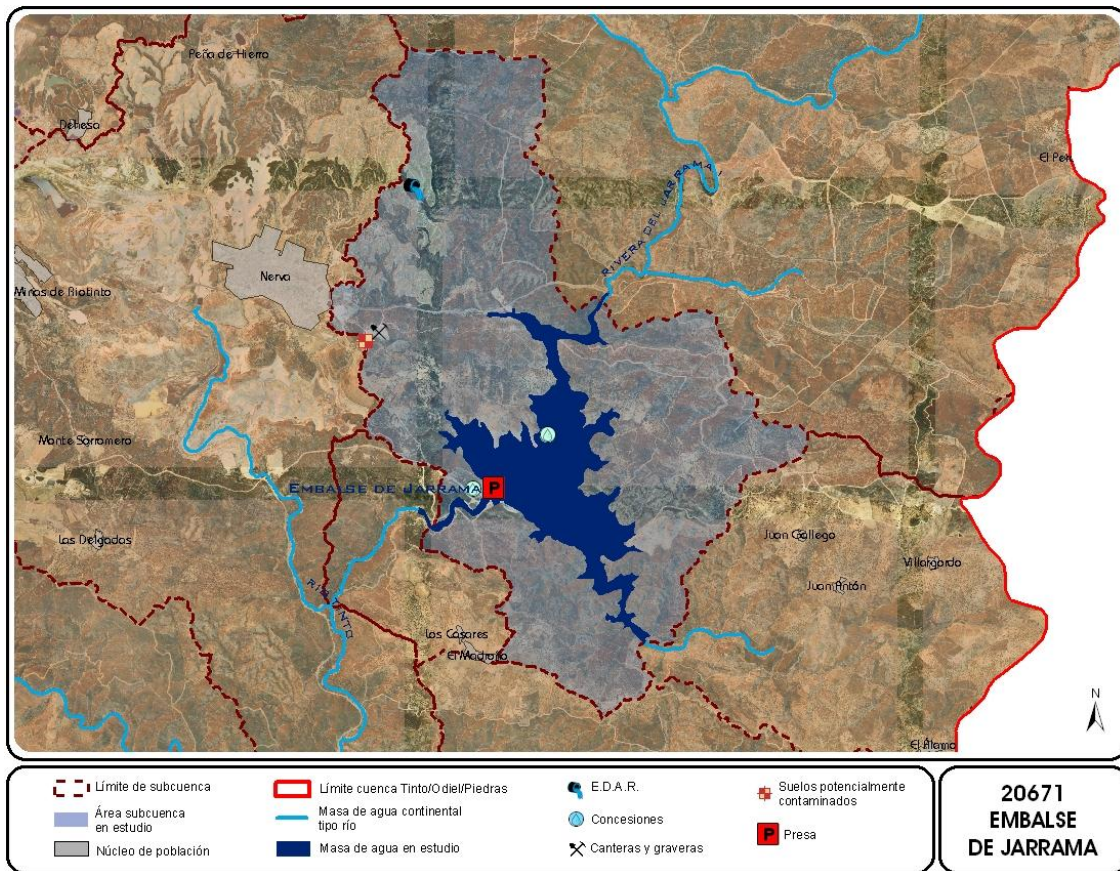 Peña de Hierro
Dehesa
El Per
RIVERA DEL JARRAMA I
Nerva
Minas de Riotinto
Monte Sorromero
EMBALSE DE JARRAMA
P
Las Delgadas
Juan Gallego
Villargordo
Juan Antón
RIO TINTO
Los Casares
El Madroño
N
El Álamo
Límite de subcuenca
Área subcuenca
en estudio
Núcleo de población
Límite cuenca Tinto/Odiel/Piedras
Masa de agua continental
tipo río
Masa de agua en estudio
E.D.A.R.
Concesiones
Canteras y graveras
Suelos potencialmente
contaminados
P Presa
20671
EMBALSE
DE JARRAMA